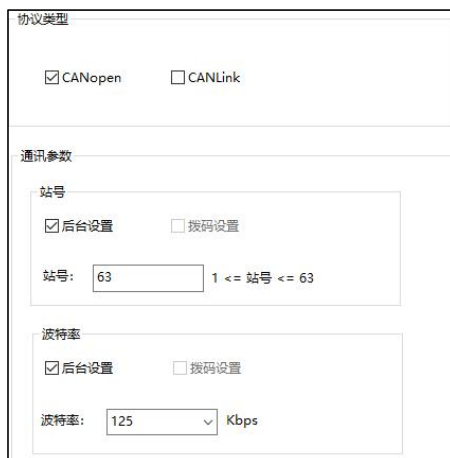 协议类型
CANopen CANLink
通讯参数
站号
后台设置 拨码设置
站号: 63 1 <= 站号 <= 63
波特率
后台设置 拨码设置
波特率: 125 Kbps